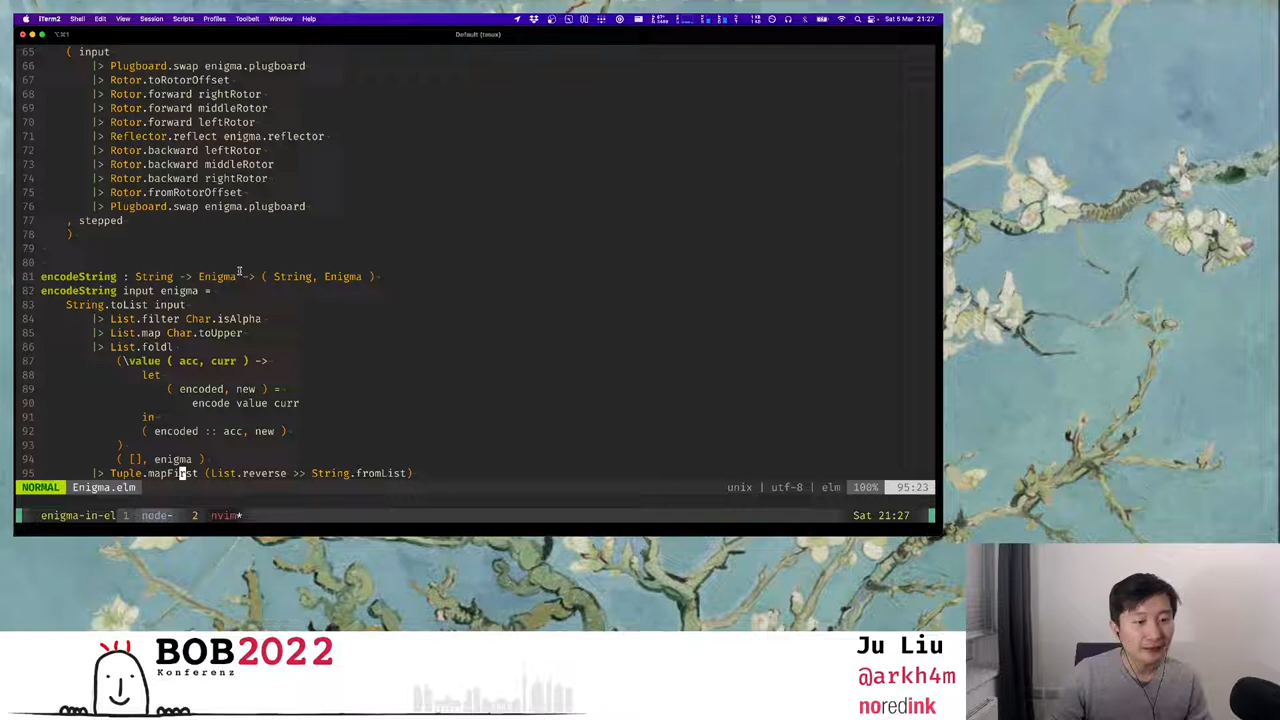 iTerm2 Shell Edit View Session Scripts Profiles Toolbelt Window Help Sat 5 Mar 21:27
Default (tmux)
65 ( input
66 |> Plugboard.swap enigma.plugboard
67 |> Rotor.toRotorOffset
68 |> Rotor.forward rightRotor
69 |> Rotor.forward middleRotor
70 |> Rotor.forward leftRotor
71 |> Reflector.reflect enigma.reflector
72 |> Rotor.backward leftRotor
73 |> Rotor.backward middleRotor
74 |> Rotor.backward rightRotor
75 |> Rotor.fromRotorOffset
76 |> Plugboard.swap enigma.plugboard
77 , stepped
78 )
79
80
81 encodeString : String -> Enigma -> ( String, Enigma )
82 encodeString input enigma =
83 String.toList input
84 |> List.filter Char.isAlpha
85 |> List.map Char.toUpper
86 |> List.foldl
87 (\value ( acc, curr ) ->
88 let
89 ( encoded, new ) =
90 encode value curr
91 in
92 ( encoded :: acc, new )
93 )
94 ( [], enigma )
95 |> Tuple.mapFirst (List.reverse >> String.fromList)
NORMAL Enigma.elm unix | utf-8 | elm 100% 95:23
enigma-in-el 1 node- 2 nvim* Sat 21:27
BOB2022
Konferenz
Ju Liu
@arkh4m
noredink